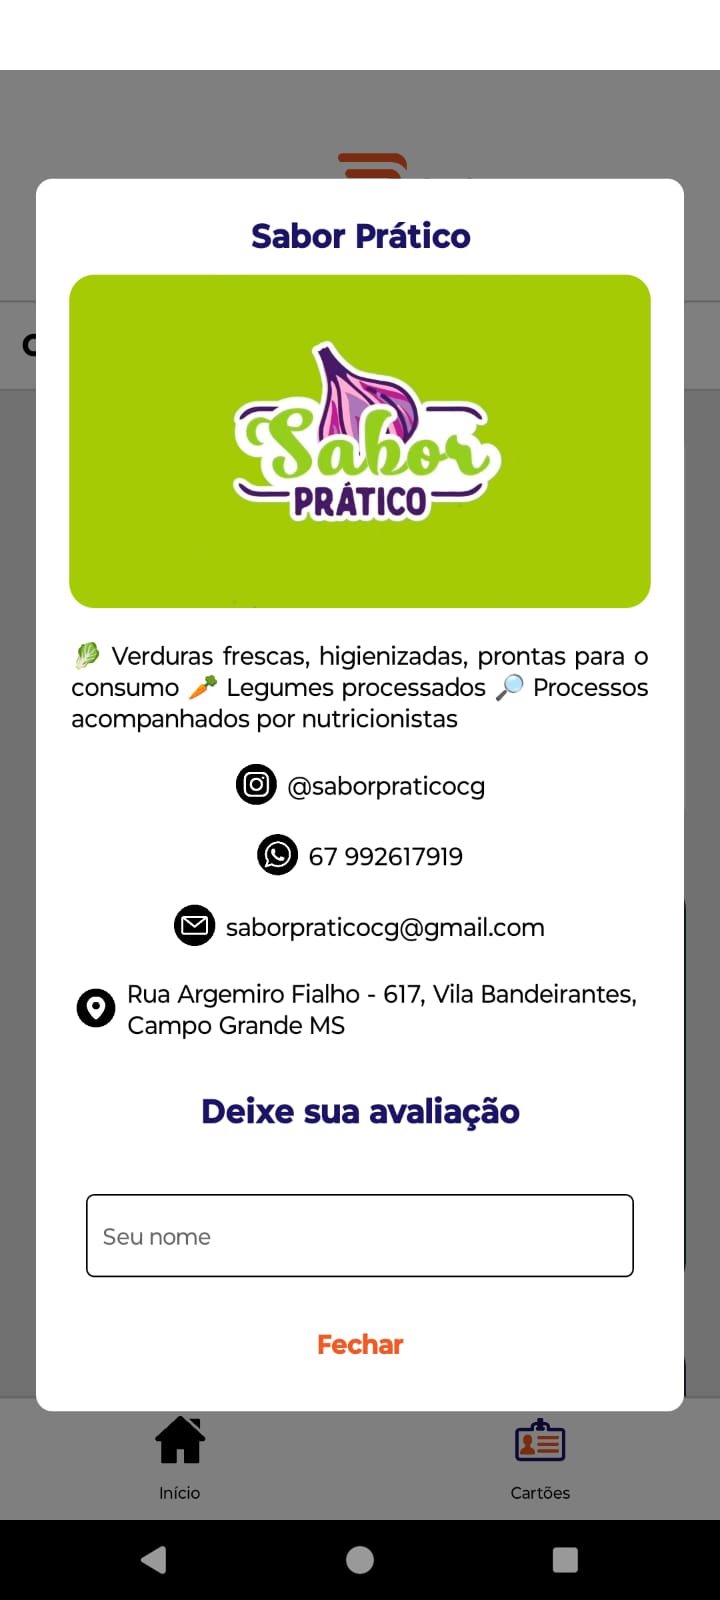 Sabor Prático
Sabor
PRÁTICO
🥬 Verduras frescas, higienizadas, prontas para o
consumo 🥕 Legumes processados 🔎 Processos
acompanhados por nutricionistas
@saborpraticocg
67 992617919
saborpraticocg@gmail.com
Rua Argemiro Fialho - 617, Vila Bandeirantes,
Campo Grande MS
Deixe sua avaliação
Seu nome
Fechar
Início
Cartões